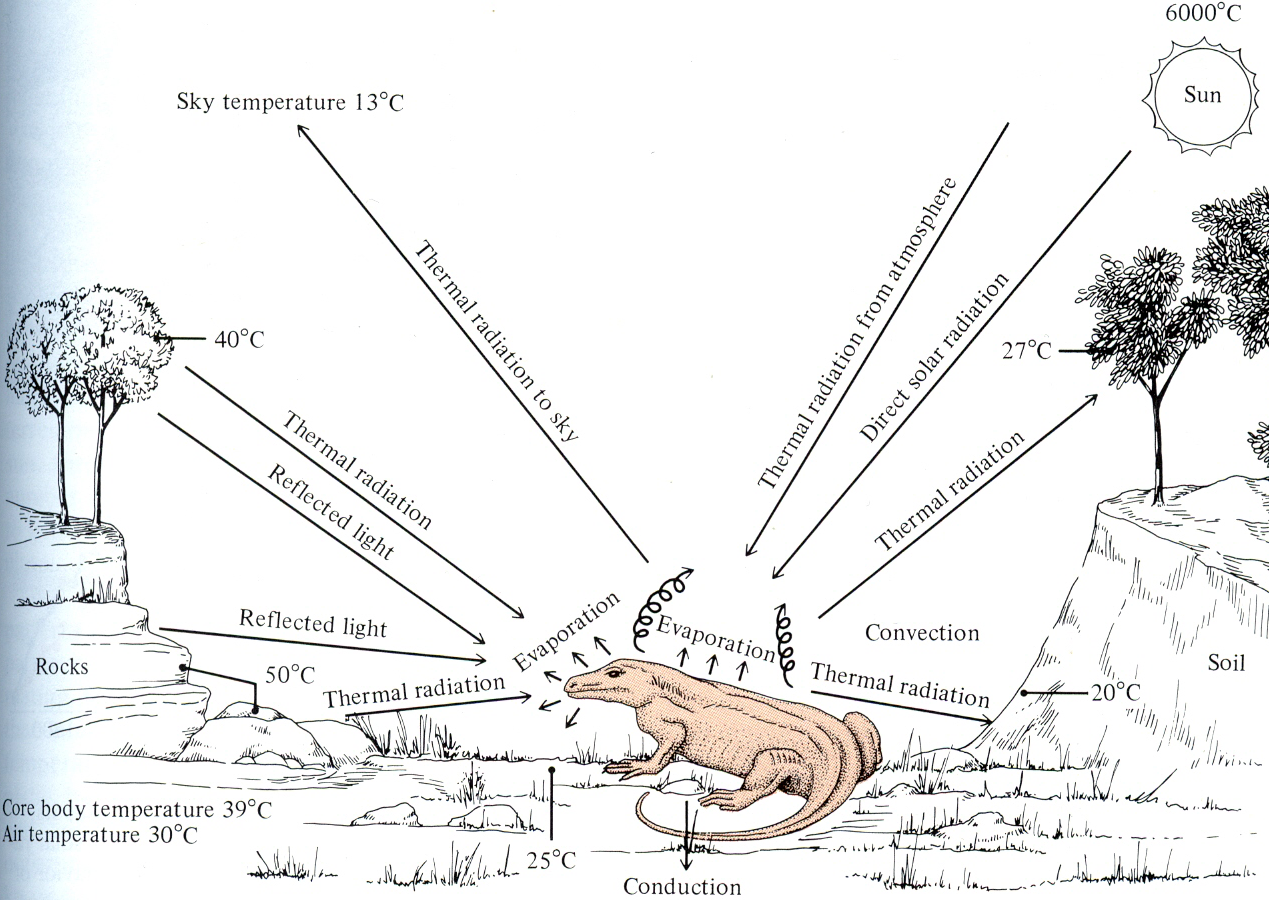 6000°C
Sun
Sky temperature 13°C
Thermal radiation to sky
Thermal radiation from atmosphere
Direct solar radiation
40°C
27°C
Thermal radiation
Reflected light
Thermal radiation
Reflected light
Evaporation
Evaporation
Convection
Rocks
50°C
Thermal radiation
Thermal radiation
20°C
Soil
Core body temperature 39°C
Air temperature 30°C
25°C
Conduction